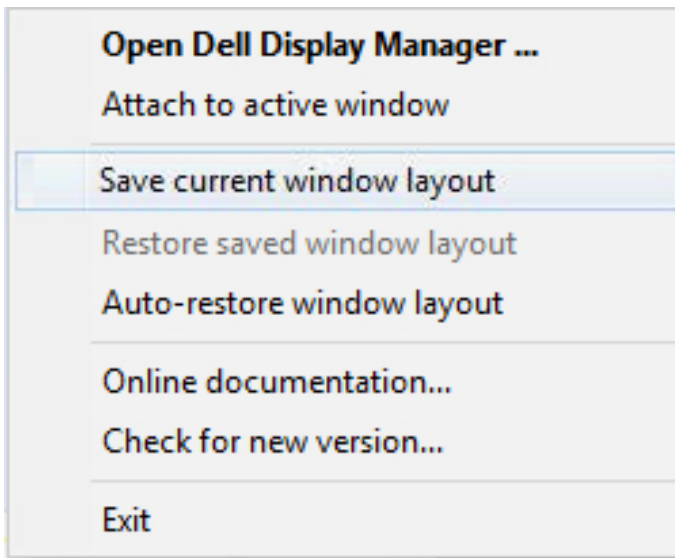 Open Dell Display Manager ...
Attach to active window
Save current window layout
Restore saved window layout
Auto-restore window layout
Online documentation...
Check for new version...
Exit